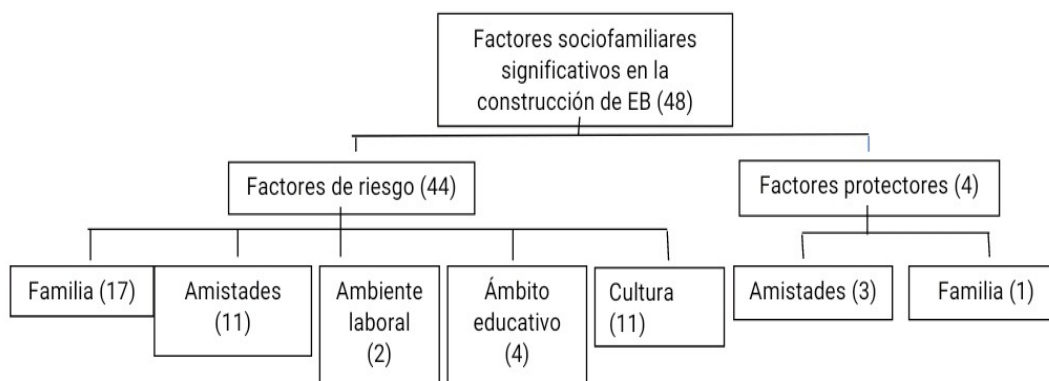 Factores sociofamiliares
significativos en la
construcción de EB (48)
Factores de riesgo (44)
Factores protectores (4)
Familia (17)
Amistades
(11)
Ambiente
laboral
(2)
Ámbito
educativo
(4)
Cultura
(11)
Amistades (3)
Familia (1)